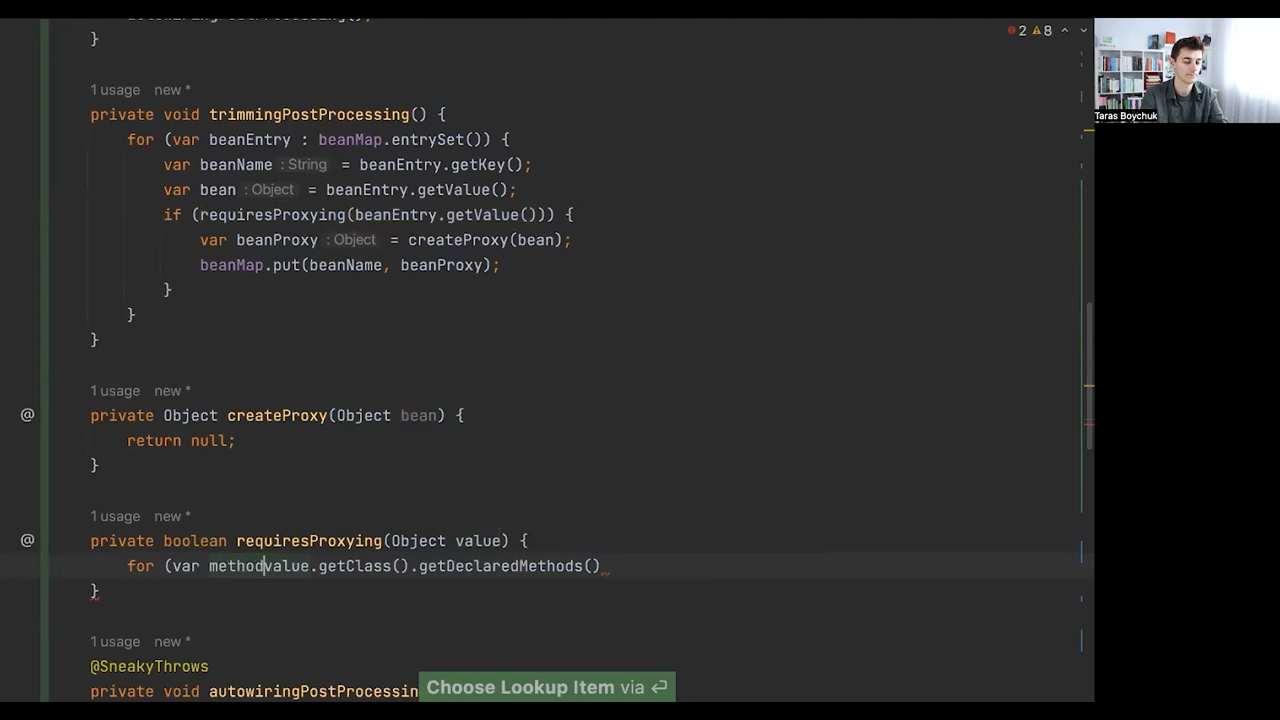 2 8
Taras Boychuk
}
1 usage new *
private void trimmingPostProcessing() {
for (var beanEntry : beanMap.entrySet()) {
var beanName : String = beanEntry.getKey();
var bean : Object = beanEntry.getValue();
if (requiresProxying(beanEntry.getValue())) {
var beanProxy : Object = createProxy(bean);
beanMap.put(beanName, beanProxy);
}
}
}
1 usage new *
@ private Object createProxy(Object bean) {
return null;
}
1 usage new *
@ private boolean requiresProxying(Object value) {
for (var methodvalue.getClass().getDeclaredMethods()
}
1 usage new *
@SneakyThrows
private void autowiringPostProcessin
Choose Lookup Item via ⏎